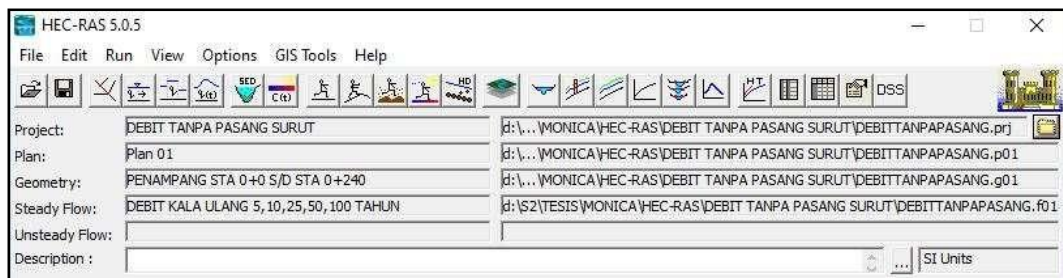 HEC-RAS 5.0.5
File Edit Run View Options GIS Tools Help
SED C(t) HD HT DSS
Project: DEBIT TANPA PASANG SURUT d:\...\MONICA\HEC-RAS\DEBIT TANPA PASANG SURUT\DEBITTANPAPASANG.prj
Plan: Plan 01 d:\...\MONICA\HEC-RAS\DEBIT TANPA PASANG SURUT\DEBITTANPAPASANG.p01
Geometry: PENAMPANG STA 0+0 S/D STA 0+240 d:\...\MONICA\HEC-RAS\DEBIT TANPA PASANG SURUT\DEBITTANPAPASANG.g01
Steady Flow: DEBIT KALA ULANG 5,10,25,50,100 TAHUN d:\S2\TESIS\MONICA\HEC-RAS\DEBIT TANPA PASANG SURUT\DEBITTANPAPASANG.f01
Unsteady Flow:
Description : ... SI Units